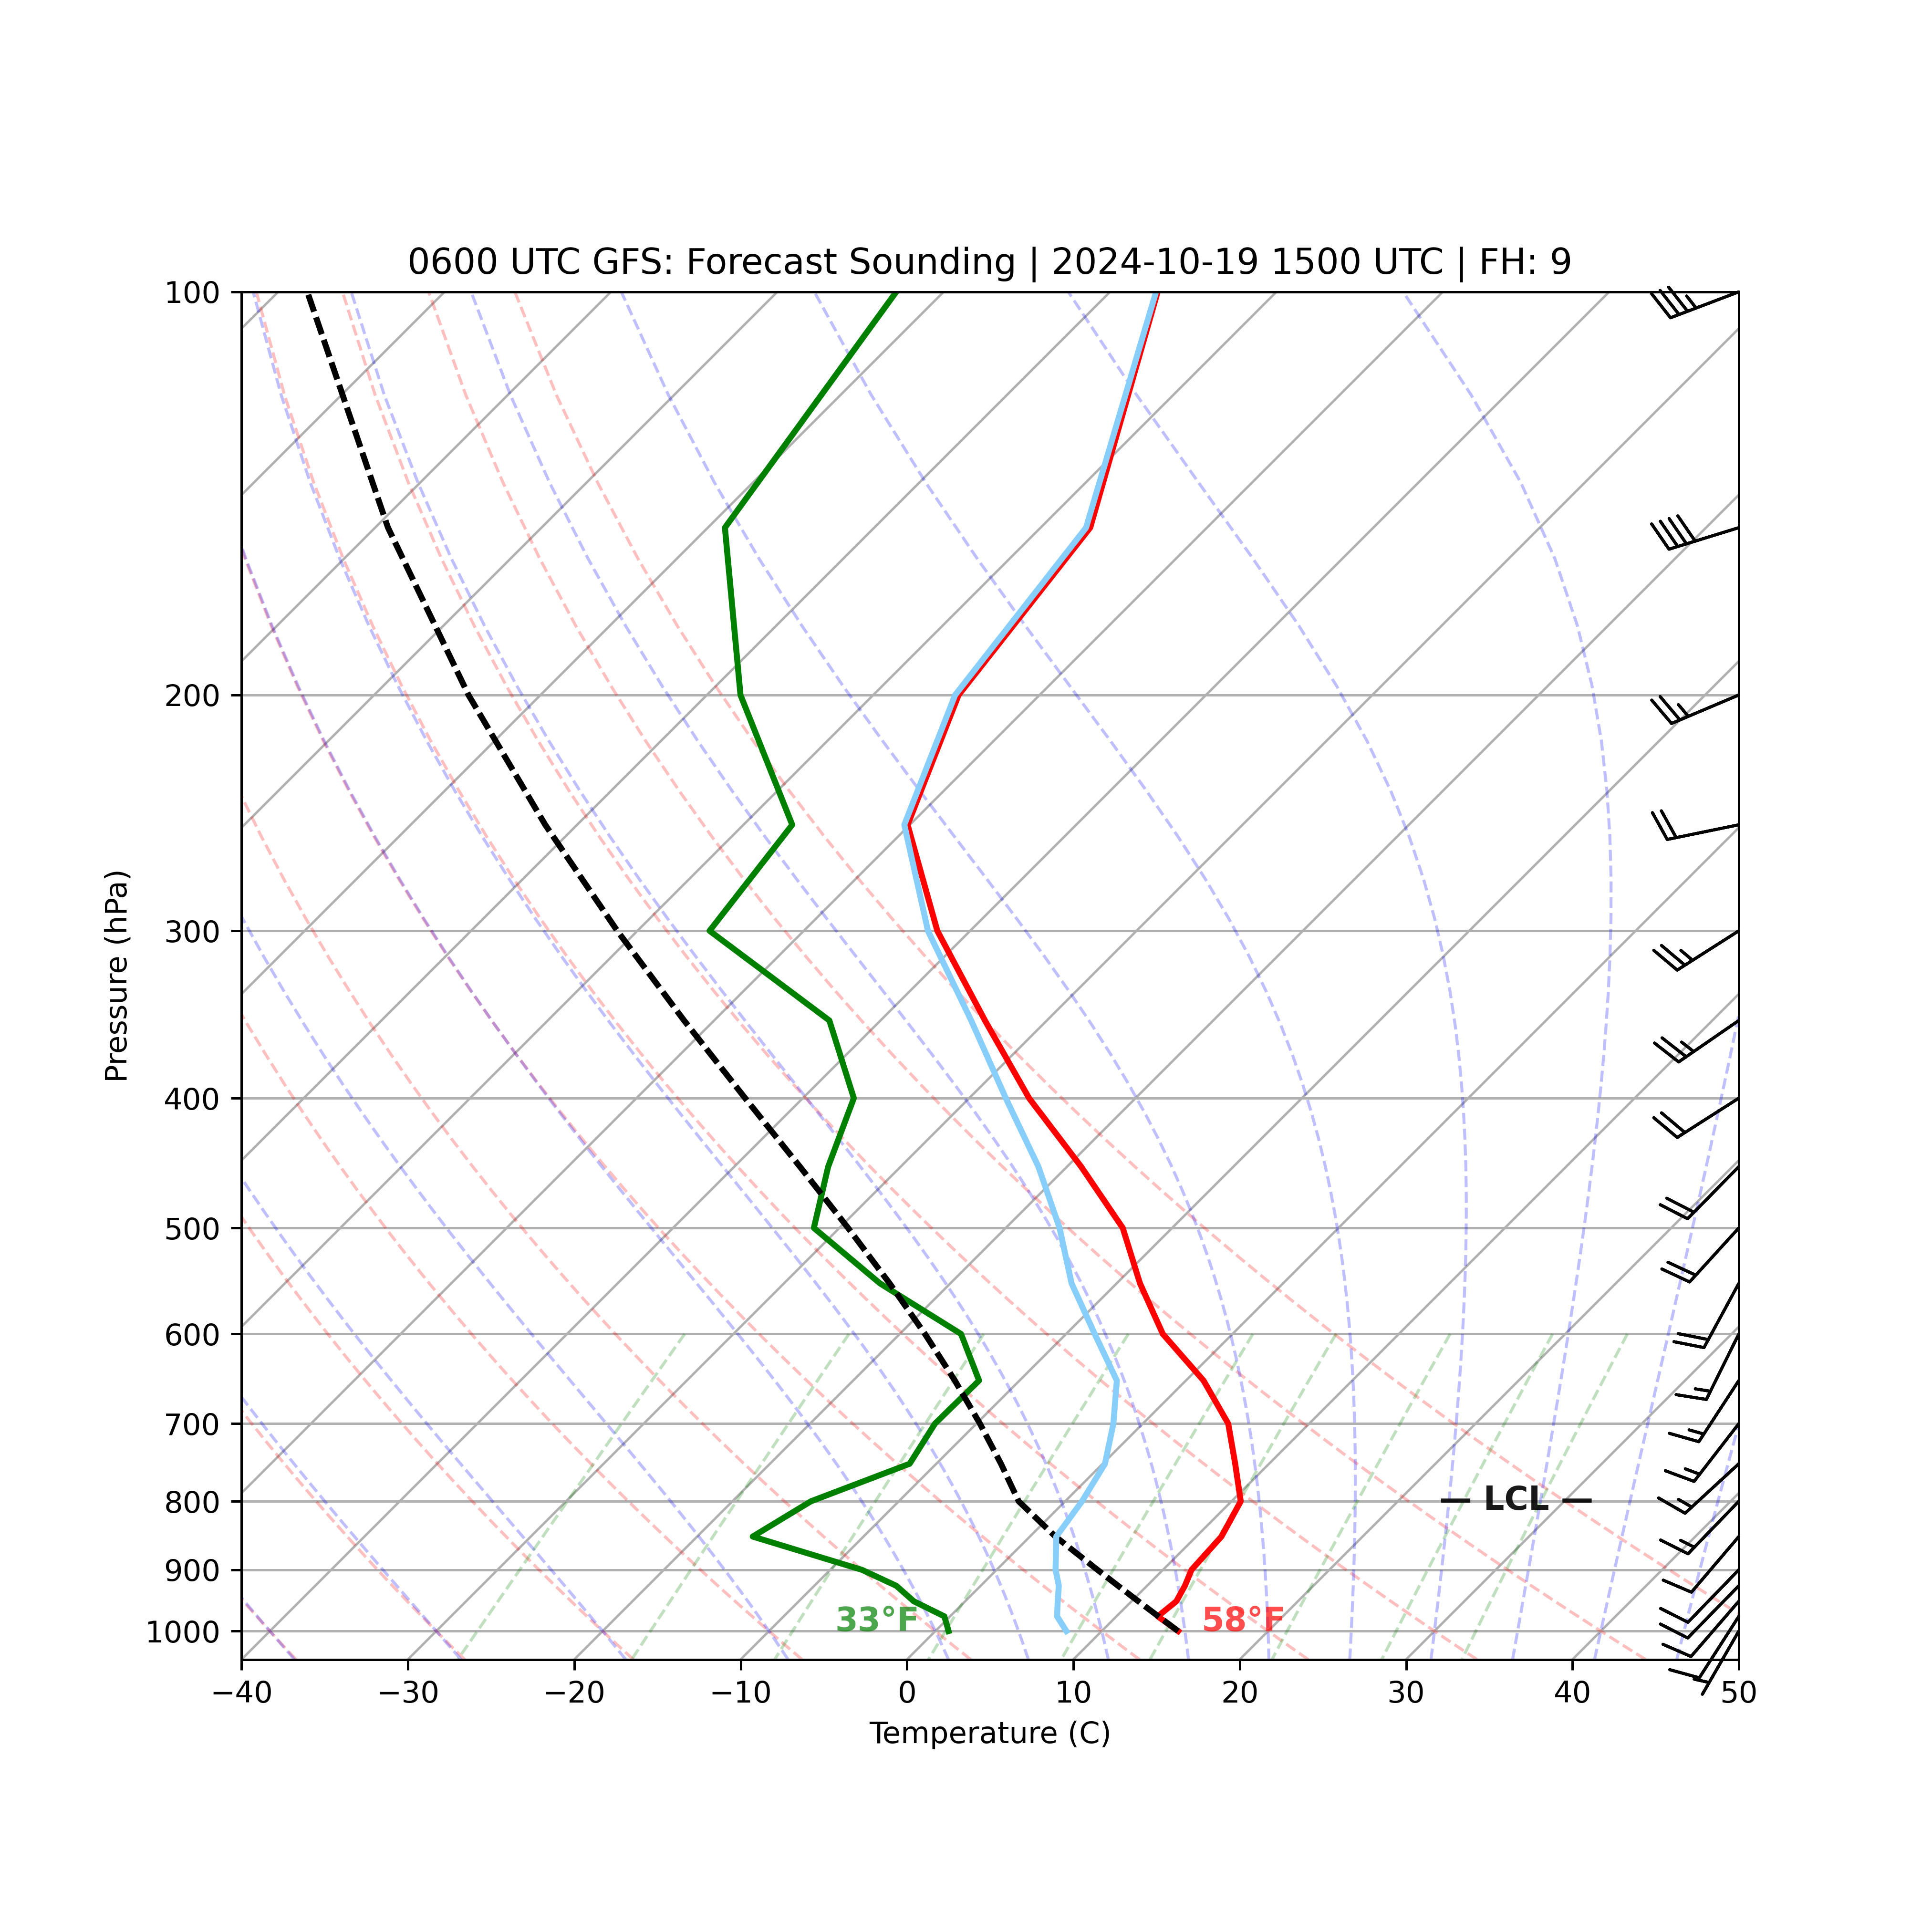 0600 UTC GFS: Forecast Sounding | 2024-10-19 1500 UTC | FH: 9
100
200
300
400
500
600
700
800
900
1000
Pressure (hPa)
LCL
33°F
58°F
−40 −30 −20 −10 0 10 20 30 40 50
Temperature (C)